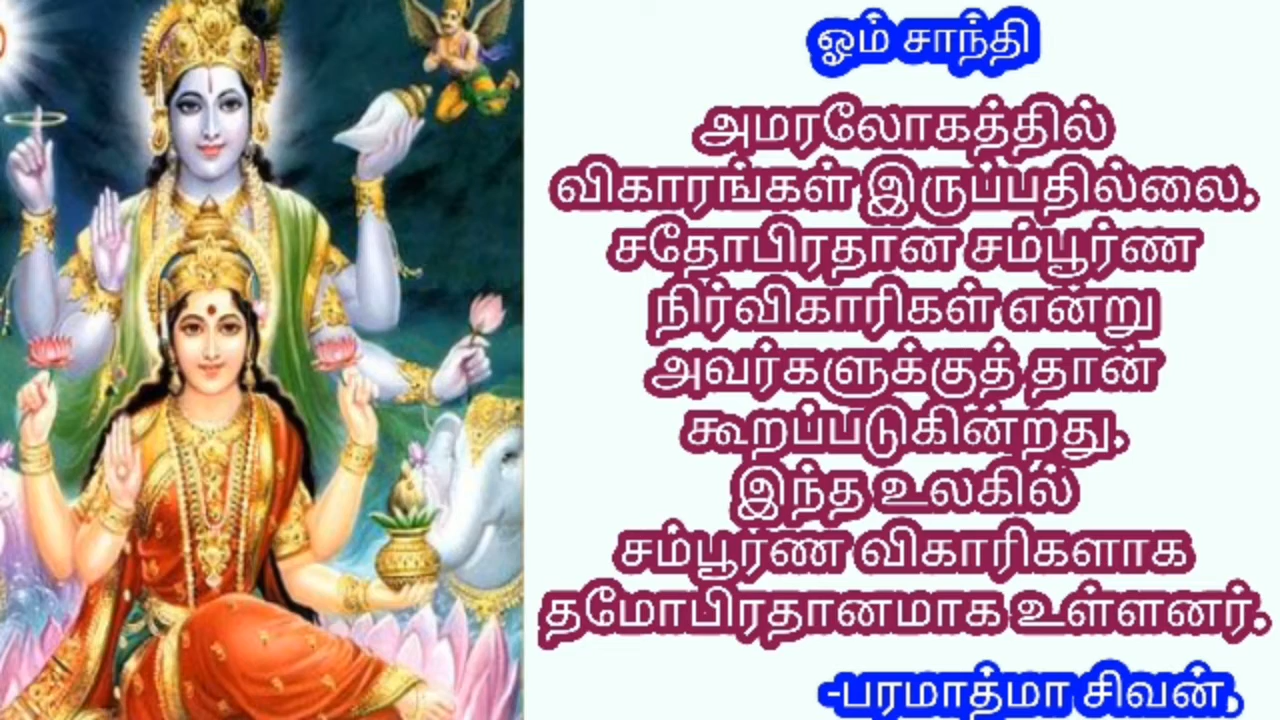 ஓம் சாந்தி
அமரலோகத்தில்
விகாரங்கள் இருப்பதில்லை,
சதோபிரதான சம்பூர்ண
நிர்விகாரிகள் என்று
அவர்களுக்குத் தான்
கூறப்படுகின்றது.
இந்த உலகில்
சம்பூர்ண விகாரிகளாக
தமோபிரதானமாக உள்ளனர்.
-பரமாத்மா சிவன்,